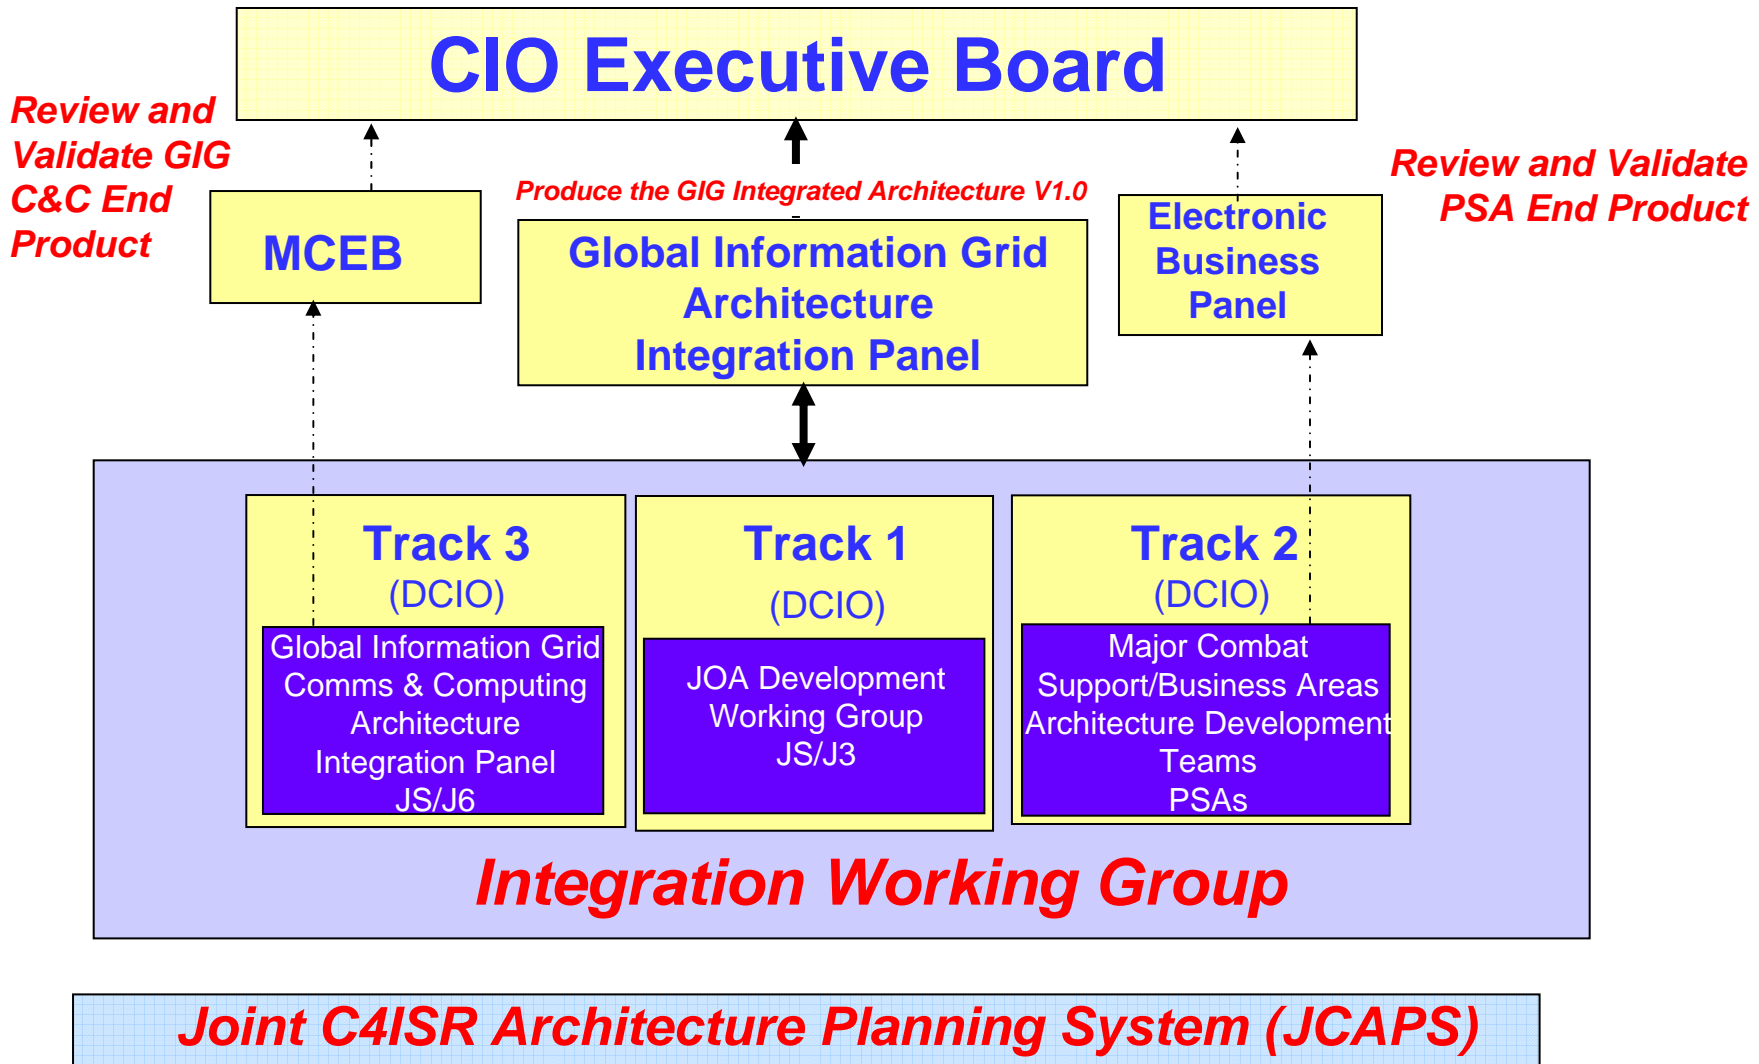 CIO Executive Board
Review and
Validate GIG
C&C End
Product
Review and Validate
PSA End Product
Produce the GIG Integrated Architecture V1.0
MCEB
Global Information Grid
Architecture
Integration Panel
Electronic
Business
Panel
Track 3
(DCIO)
Global Information Grid
Comms & Computing
Architecture
Integration Panel
JS/J6
Track 1
(DCIO)
JOA Development
Working Group
JS/J3
Track 2
(DCIO)
Major Combat
Support/Business Areas
Architecture Development
Teams
PSAs
Integration Working Group
Joint C4ISR Architecture Planning System (JCAPS)